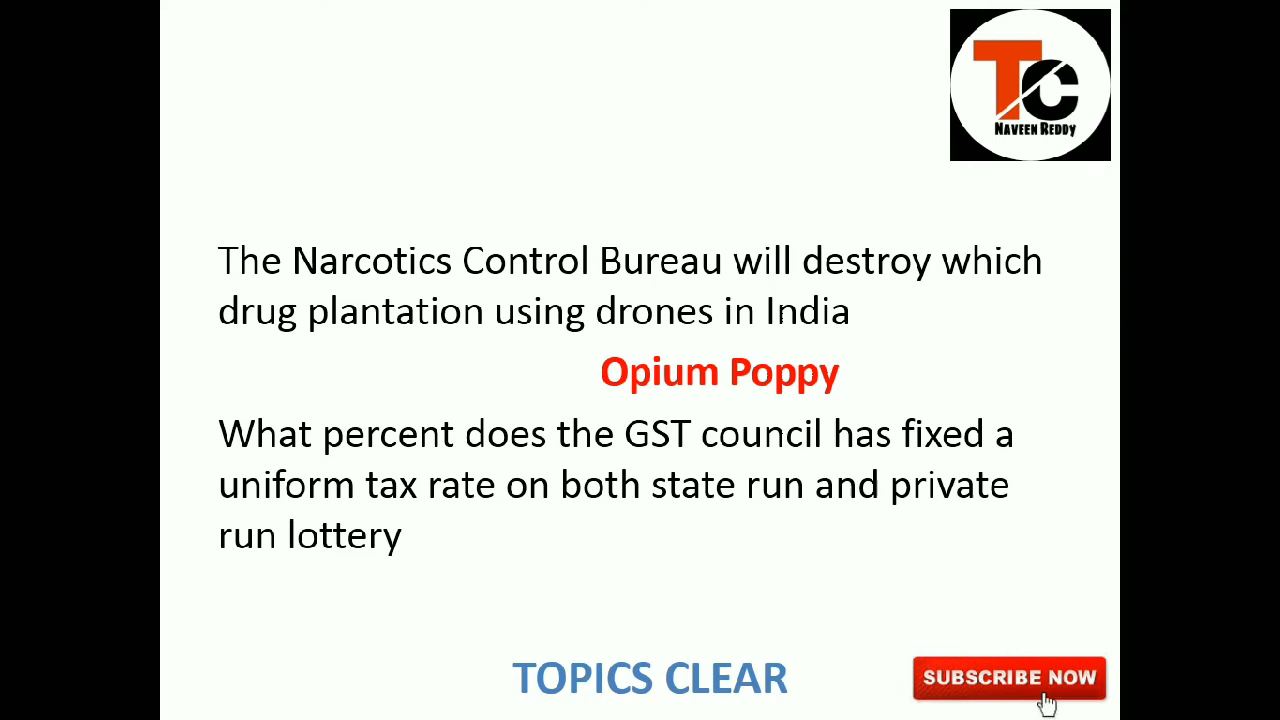 TC
NAVEEN REDDY
The Narcotics Control Bureau will destroy which
drug plantation using drones in India
Opium Poppy
What percent does the GST council has fixed a
uniform tax rate on both state run and private
run lottery
TOPICS CLEAR
SUBSCRIBE NOW